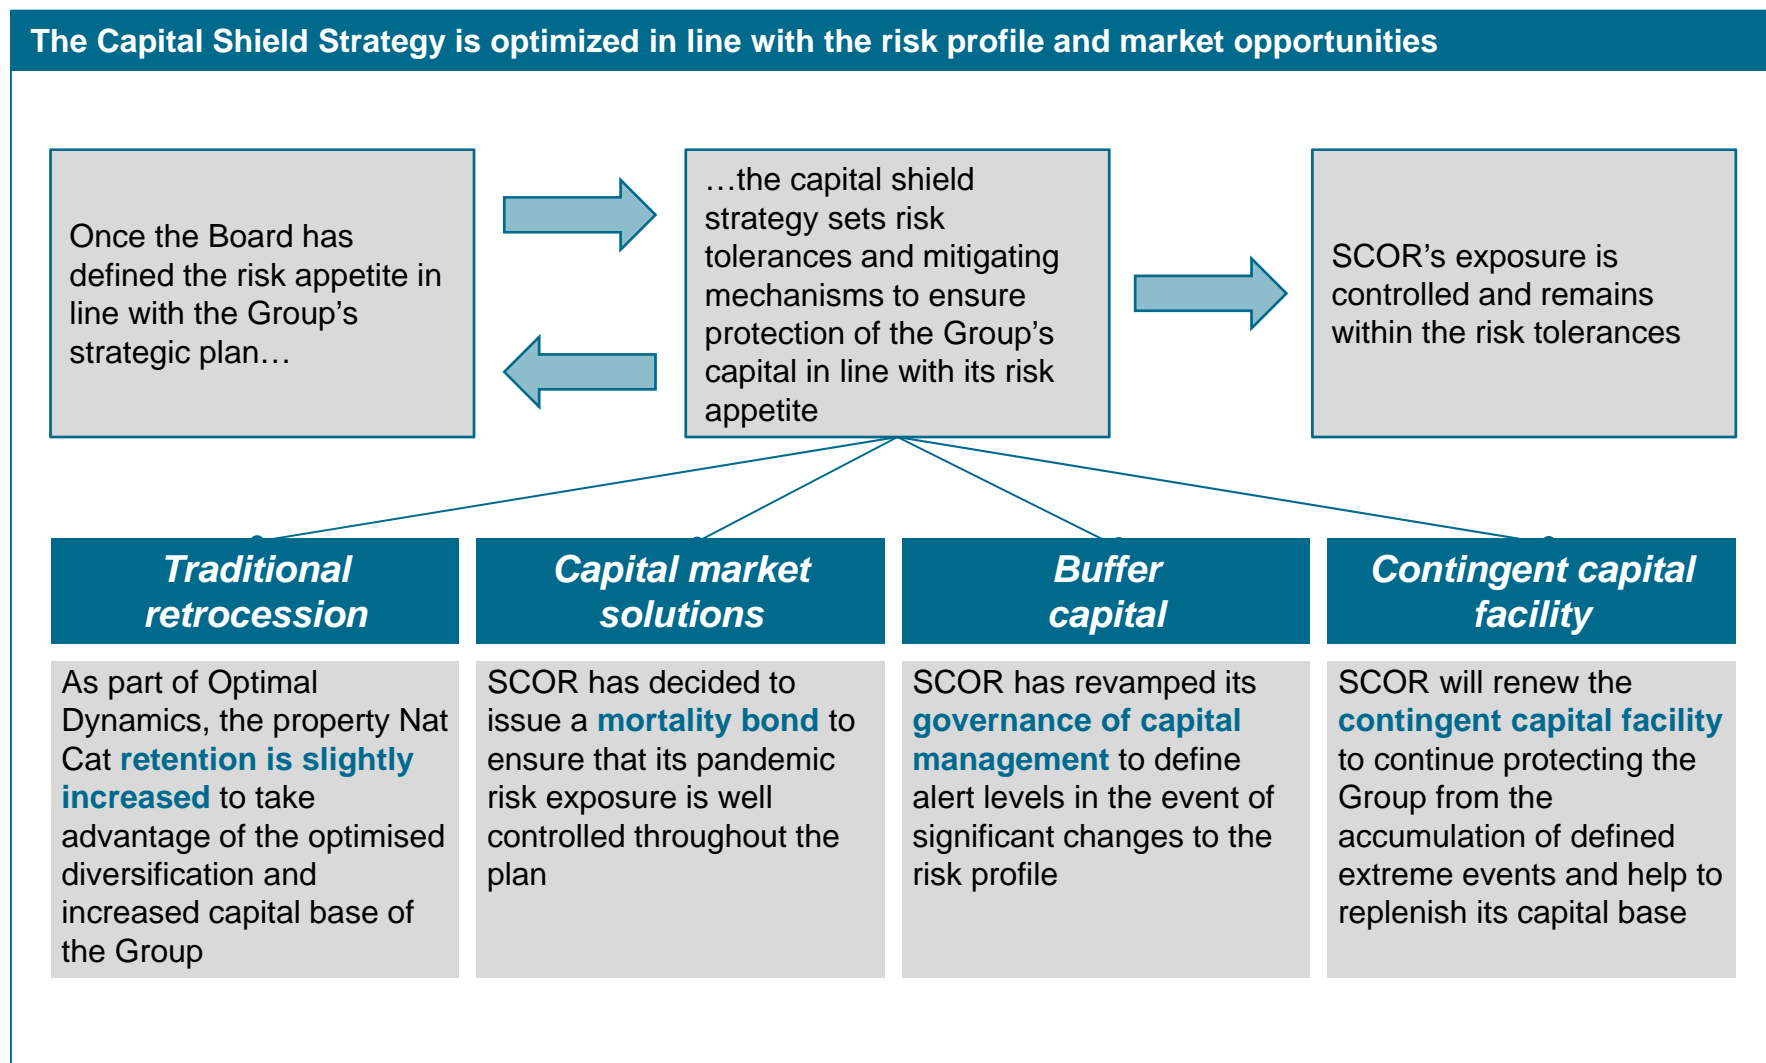 The Capital Shield Strategy is optimized in line with the risk profile and market opportunities
Once the Board has
defined the risk appetite in
line with the Group’s
strategic plan…
…the capital shield
strategy sets risk
tolerances and mitigating
mechanisms to ensure
protection of the Group’s
capital in line with its risk
appetite
SCOR’s exposure is
controlled and remains
within the risk tolerances
Traditional
retrocession
As part of Optimal
Dynamics, the property Nat
Cat retention is slightly
increased to take
advantage of the optimised
diversification and
increased capital base of
the Group
Capital market
solutions
SCOR has decided to
issue a mortality bond to
ensure that its pandemic
risk exposure is well
controlled throughout the
plan
Buffer
capital
SCOR has revamped its
governance of capital
management to define
alert levels in the event of
significant changes to the
risk profile
Contingent capital
facility
SCOR will renew the
contingent capital facility
to continue protecting the
Group from the
accumulation of defined
extreme events and help to
replenish its capital base